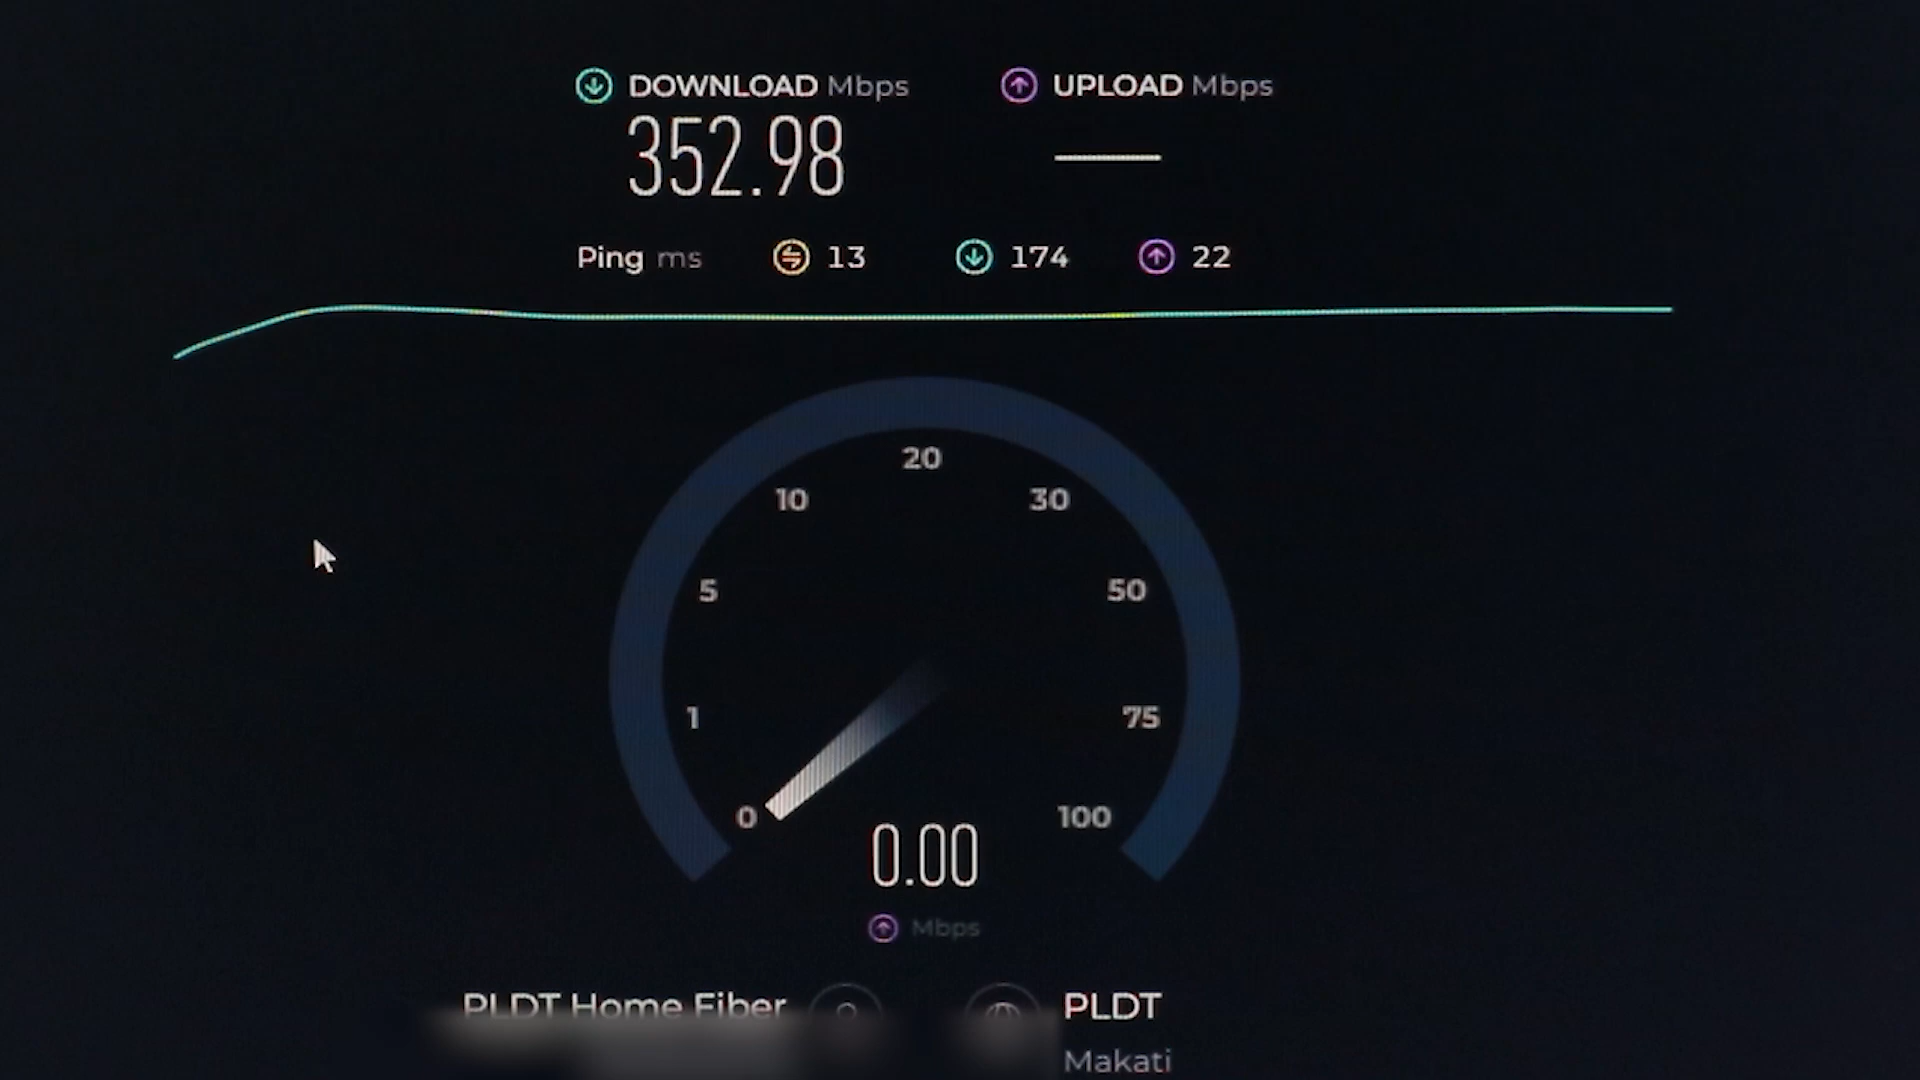 DOWNLOAD Mbps
352.98
UPLOAD Mbps
—
Ping ms 13 174 22
20
10
30
5
50
1
75
0
100
0.00
Mbps
PLDT Home Fiber
PLDT
Makati